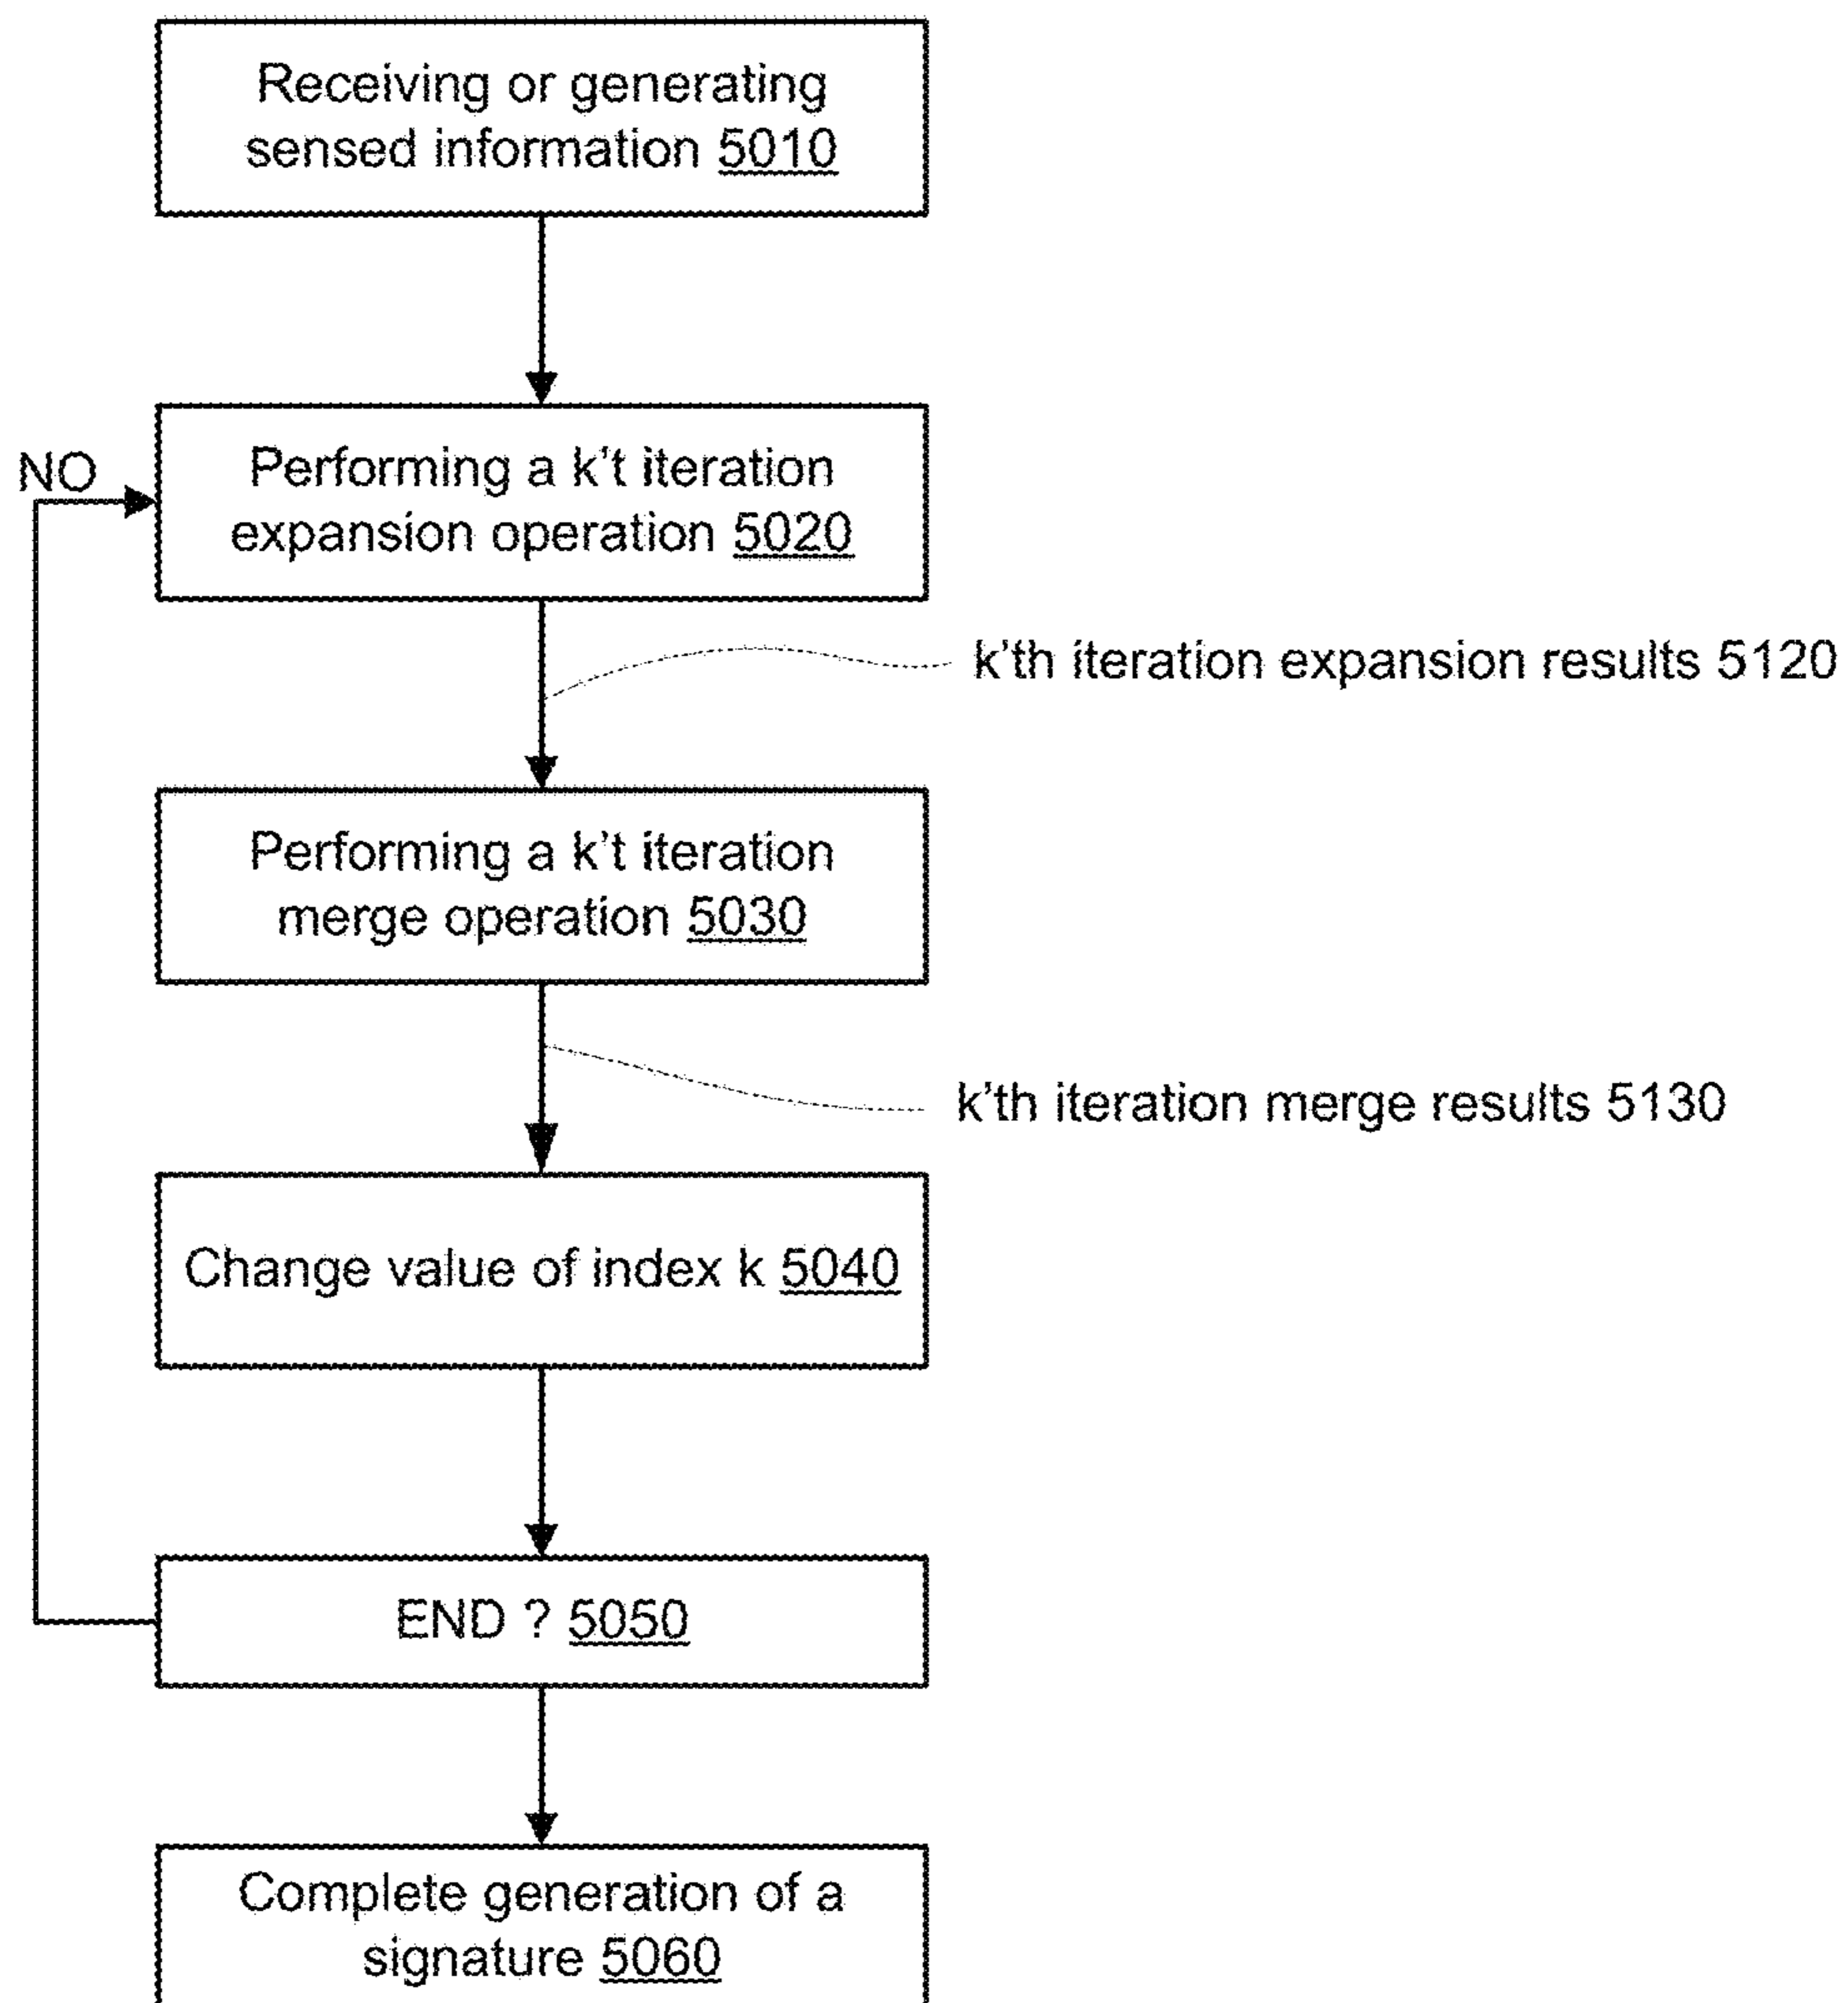 Receiving or generating
sensed information 5010
NO
Performing a k't iteration
expansion operation 5020
k'th iteration expansion results 5120
Performing a k't iteration
merge operation 5030
k'th iteration merge results 5130
Change value of index k 5040
END ? 5050
Complete generation of a
signature 5060